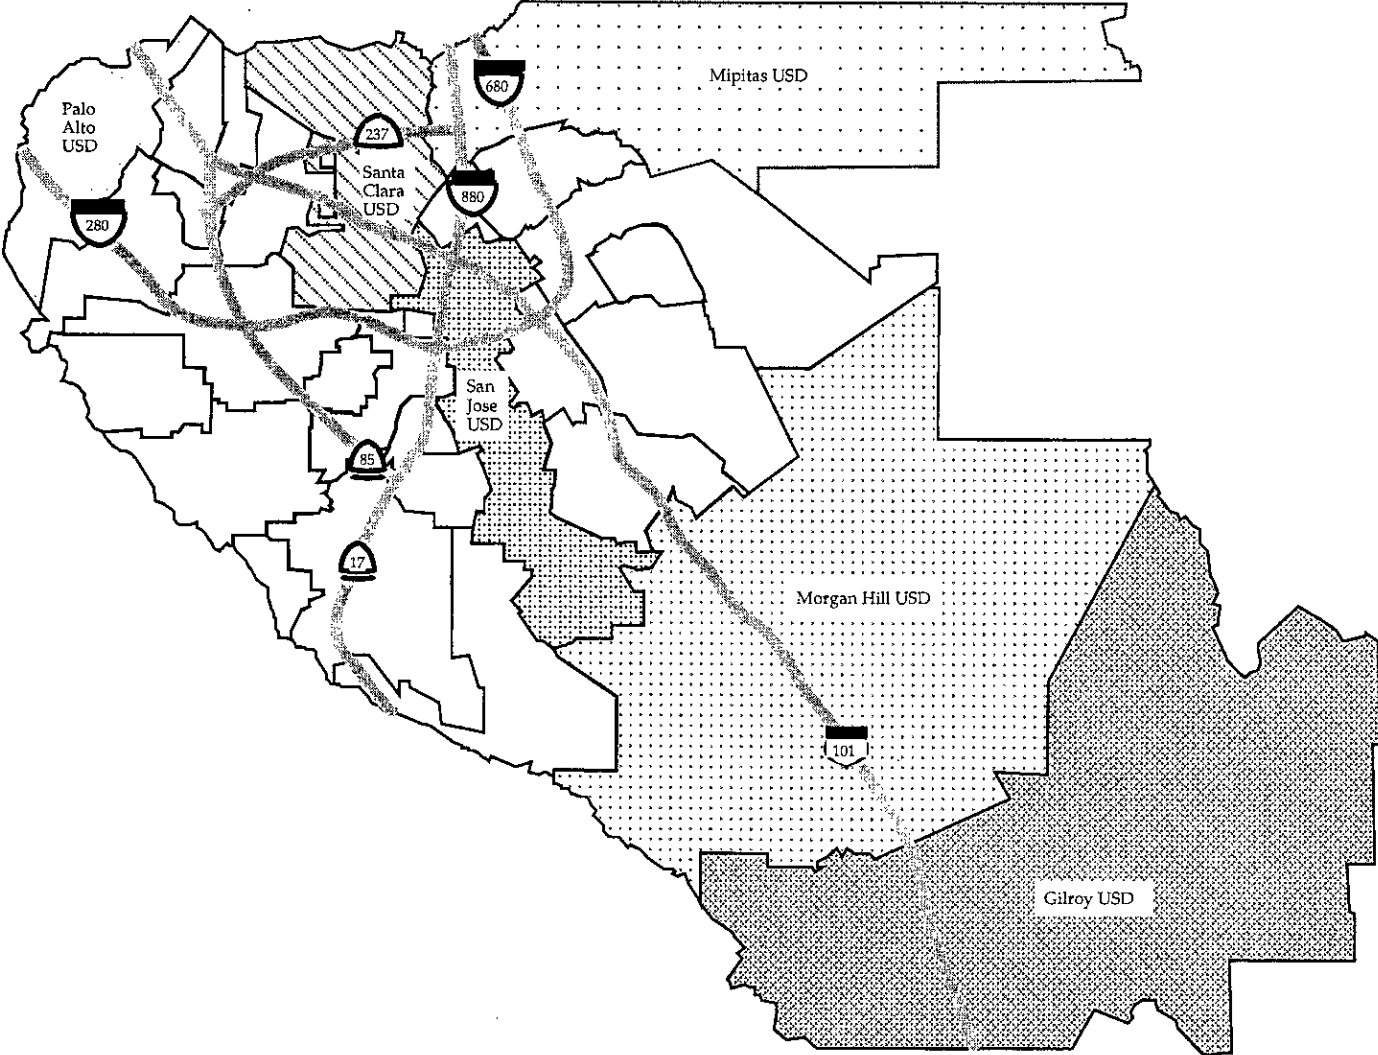 Mipitas USD
680
Palo
Alto
USD
237
Santa
Clara
USD
880
280
San
Jose
USD
85
17
Morgan Hill USD
101
Gilroy USD